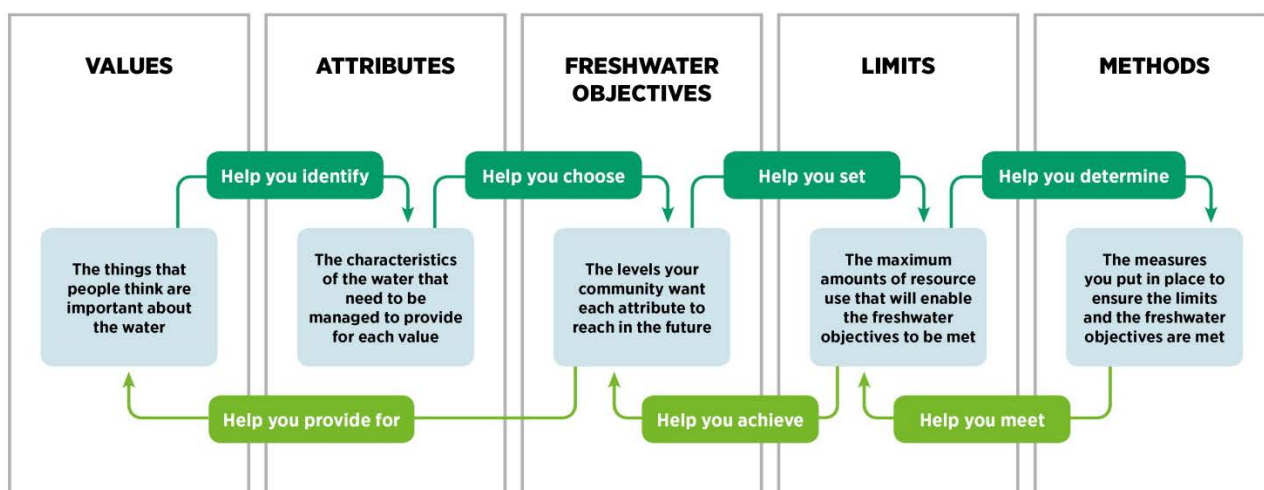 VALUES
ATTRIBUTES
FRESHWATER
OBJECTIVES
LIMITS
METHODS
Help you identify
Help you choose
Help you set
Help you determine
The things that
people think are
important about
the water
The characteristics
of the water that
need to be
managed to provide
for each value
The levels your
community want
each attribute to
reach in the future
The maximum
amounts of resource
use that will enable
the freshwater
objectives to be met
The measures
you put in place to
ensure the limits
and the freshwater
objectives are met
Help you provide for
Help you achieve
Help you meet